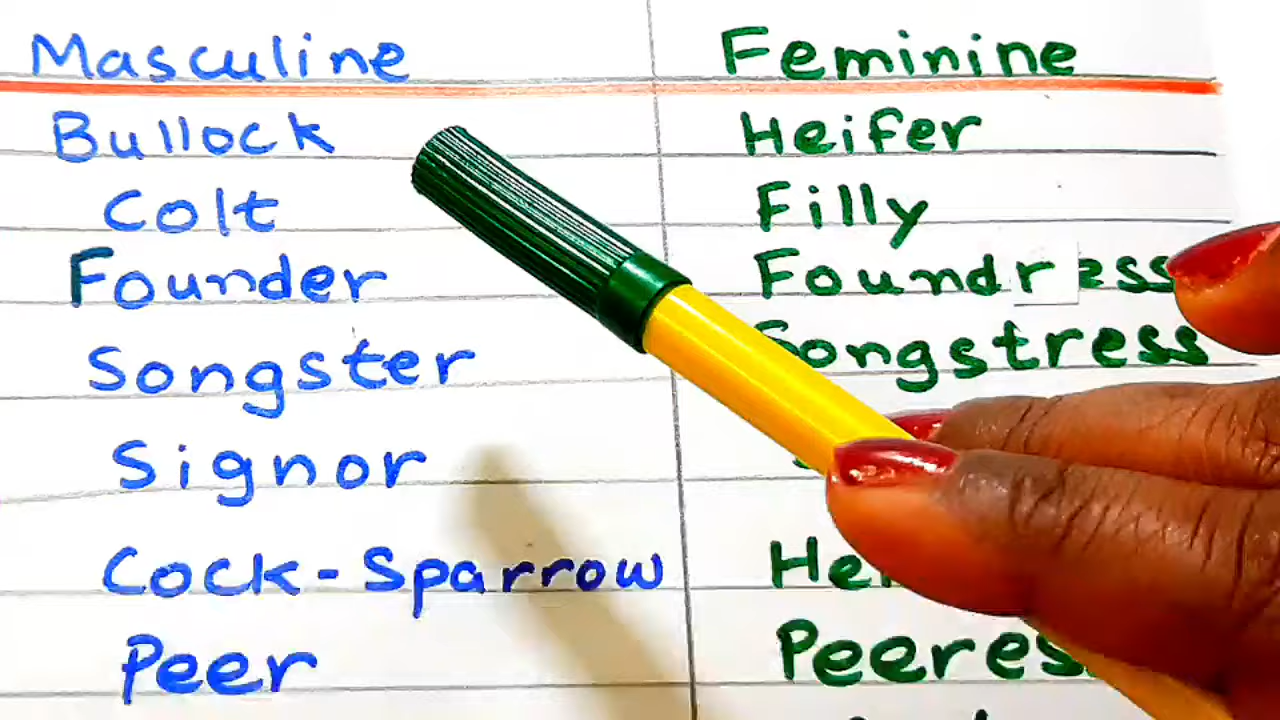 Masculine Feminine
Bullock Heifer
Colt Filly
Founder Foundress
Songster Songstress
Signor
Cock-Sparrow
Peer